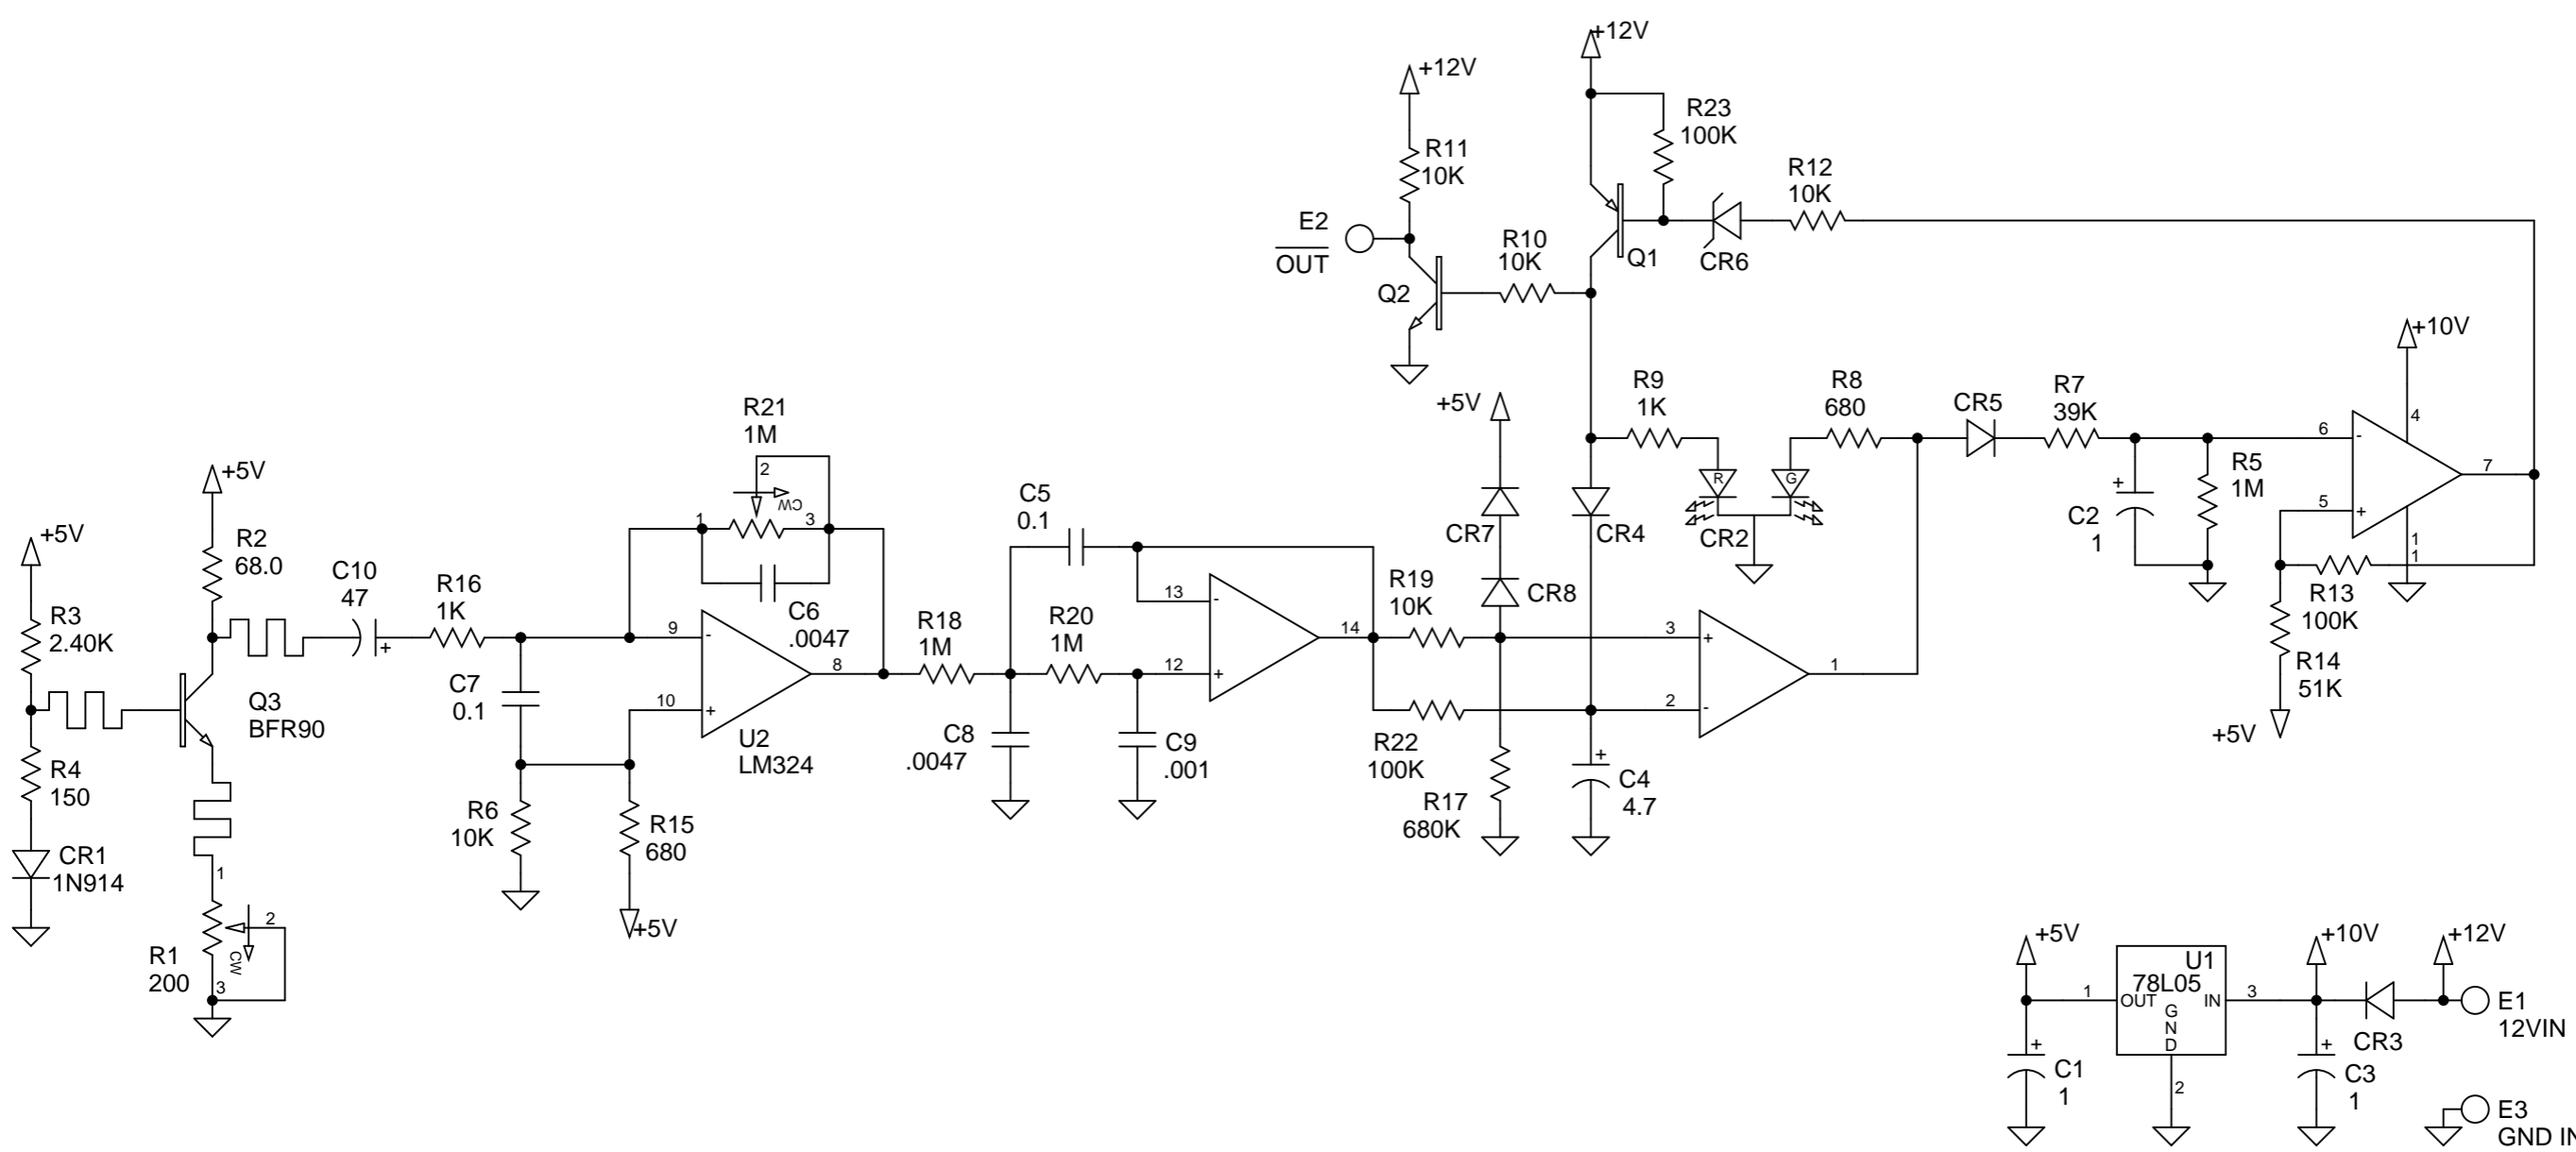 +12V
+12V
R23
100K
R11
10K
R12
10K
E2
OUT
R10
10K
Q1
CR6
Q2
+10V
4
R9
1K
R8
680
CR5
R7
39K
+5V
6
-
7
R5
1M
R21
1M
2
CW
1
3
+5V
C5
0.1
R
G
CR7
CR4
CR2
+
C2
1
5
+
1
1
+5V
R2
68.0
C10
47
+
R16
1K
C6
.0047
R18
1M
R20
1M
13
-
R19
10K
CR8
R13
100K
R3
2.40K
9
-
14
3
+
8
12
+
1
R14
51K
Q3
BFR90
C7
0.1
10
+
2
-
+5V
U2
LM324
C8
.0047
C9
.001
R22
100K
+
C4
4.7
R4
150
R6
10K
R15
680
R17
680K
CR1
1N914
1
2
CW
R1
200
3
+5V
+5V
+10V
+12V
U1
78L05
1
OUT
IN
3
G
N
D
E1
12VIN
CR3
+
C1
1
2
+
C3
1
E3
GND IN